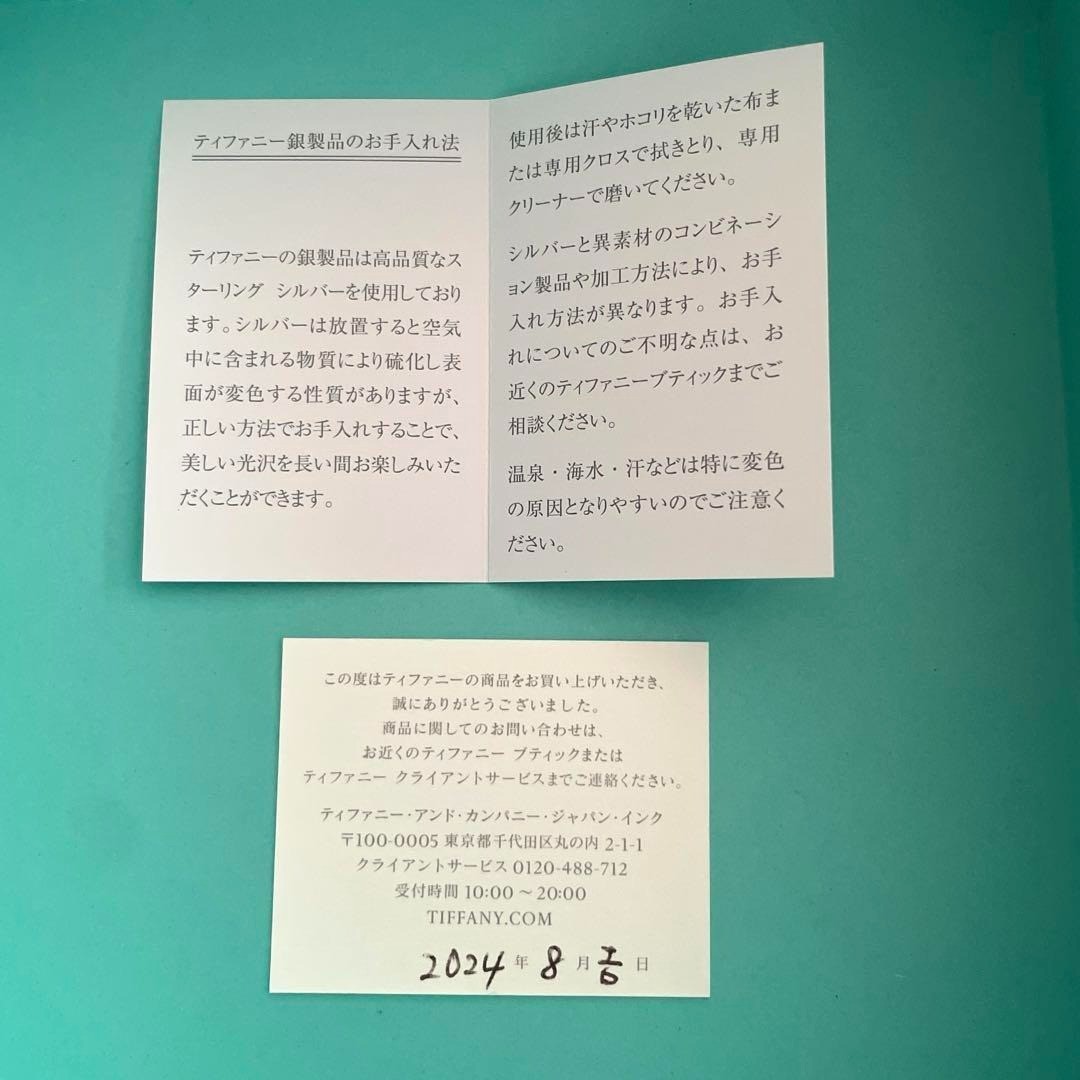 ティファニー銀製品のお手入れ法
ティファニーの銀製品は高品質なス
ターリング シルバーを使用しており
ます。シルバーは放置すると空気
中に含まれる物質により硫化し表
面が変色する性質がありますが、
正しい方法でお手入れすることで、
美しい光沢を長い間お楽しみいた
だくことができます。
使用後は汗やホコリを乾いた布ま
たは専用クロスで拭きとり、専用
クリーナーで磨いてください。
シルバーと異素材のコンビネーシ
ョン製品や加工方法により、お手
入れ方法が異なります。お手入
れについてのご不明な点は、お
近くのティファニーブティックまでご
相談ください。
温泉・海水・汗などは特に変色
の原因となりやすいのでご注意く
ださい。
この度はティファニーの商品をお買い上げいただき、
誠にありがとうございました。
商品に関してのお問い合わせは、
お近くのティファニー ブティックまたは
ティファニー クライアントサービスまでご連絡ください。
ティファニー・アンド・カンパニー・ジャパン・インク
〒100-0005 東京都千代田区丸の内 2-1-1
クライアントサービス 0120-488-712
受付時間 10:00 ～ 20:00
TIFFANY.COM
2024 年 8 月 吉 日